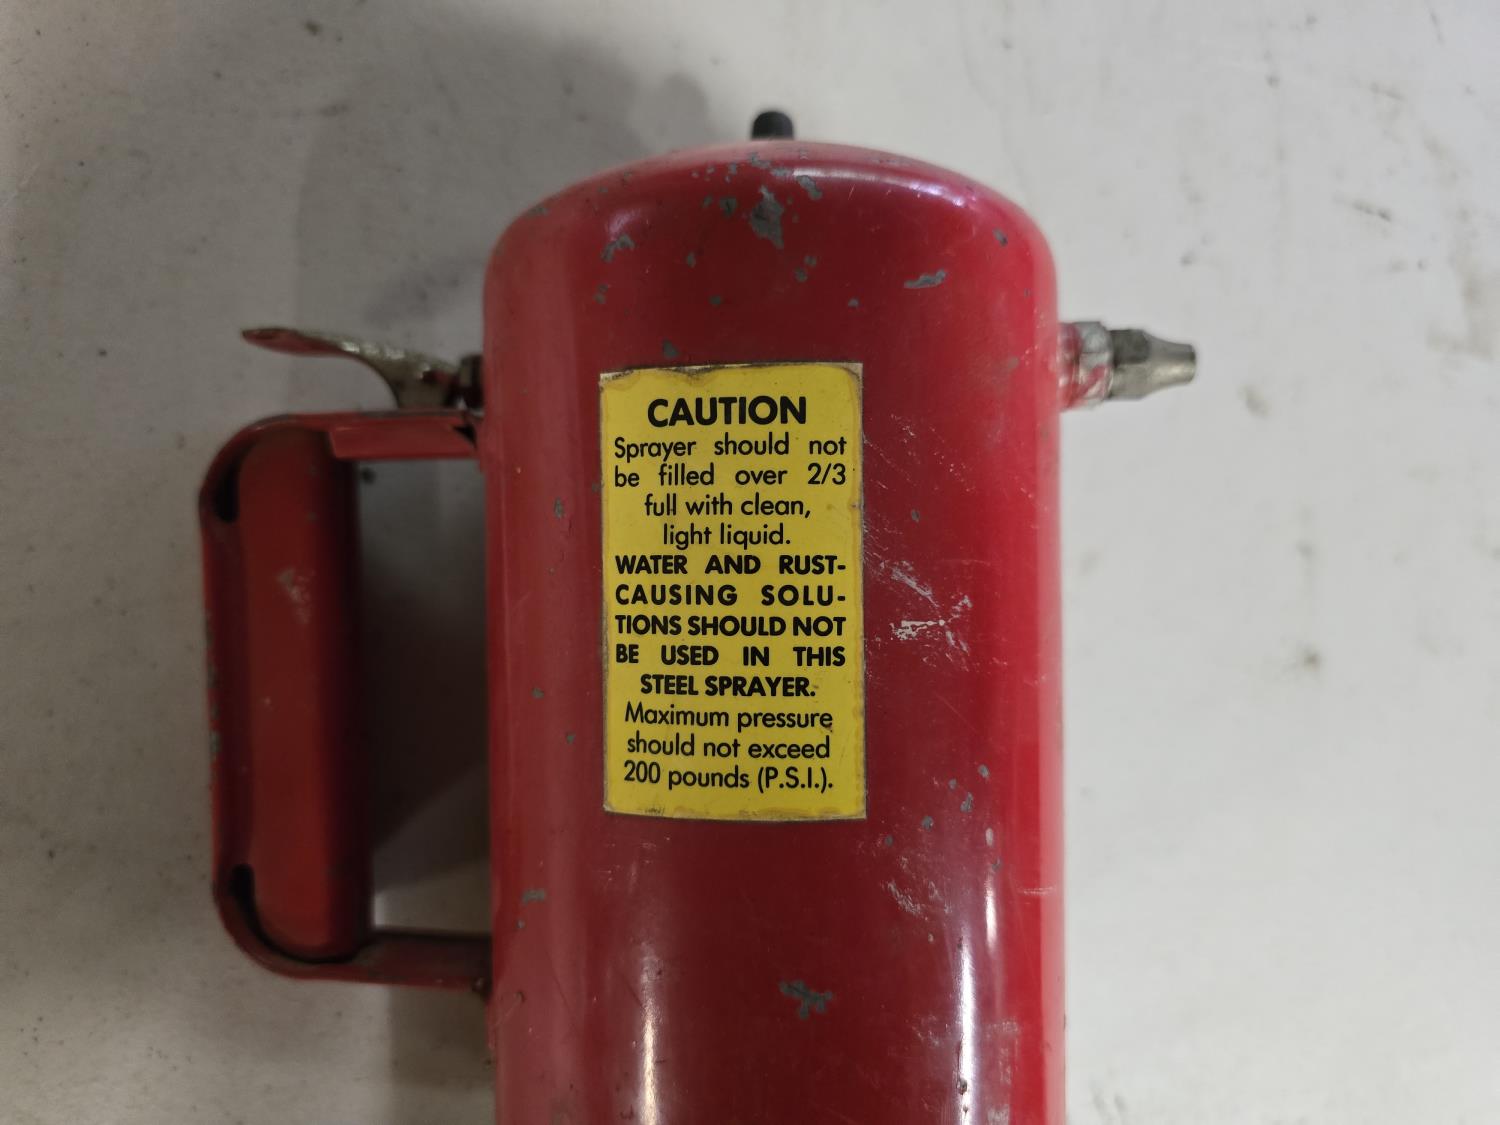 CAUTION
Sprayer should not
be filled over 2/3
full with clean,
light liquid.
WATER AND RUST-
CAUSING SOLU-
TIONS SHOULD NOT
BE USED IN THIS
STEEL SPRAYER.
Maximum pressure
should not exceed
200 pounds (P.S.I.).